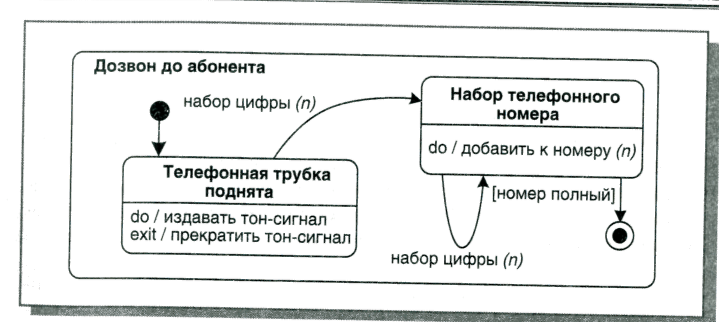 Дозвон до абонента
набор цифры (n)
Набор телефонного
номера
do / добавить к номеру (n)
Телефонная трубка
поднята
do / издавать тон-сигнал
exit / прекратить тон-сигнал
[номер полный]
набор цифры (n)